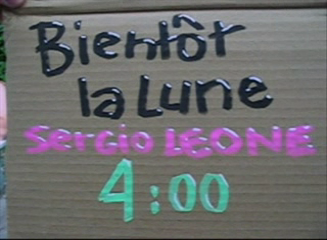 Bientôt
la Lune
Sergio LEONE
4:00